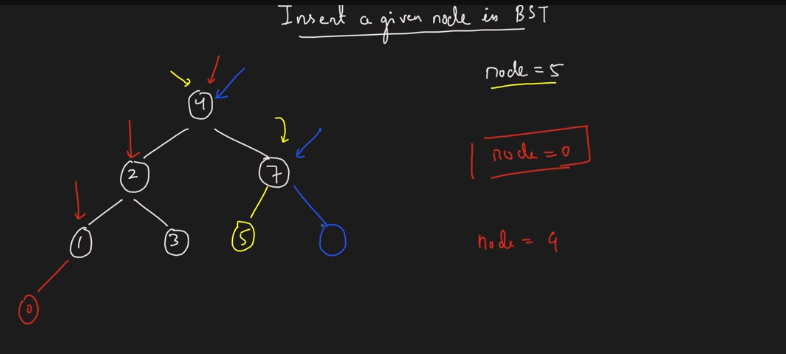 Insert a given node in BST
node = 5
4
2
7
node = 0
1
3
5
node = 9
0